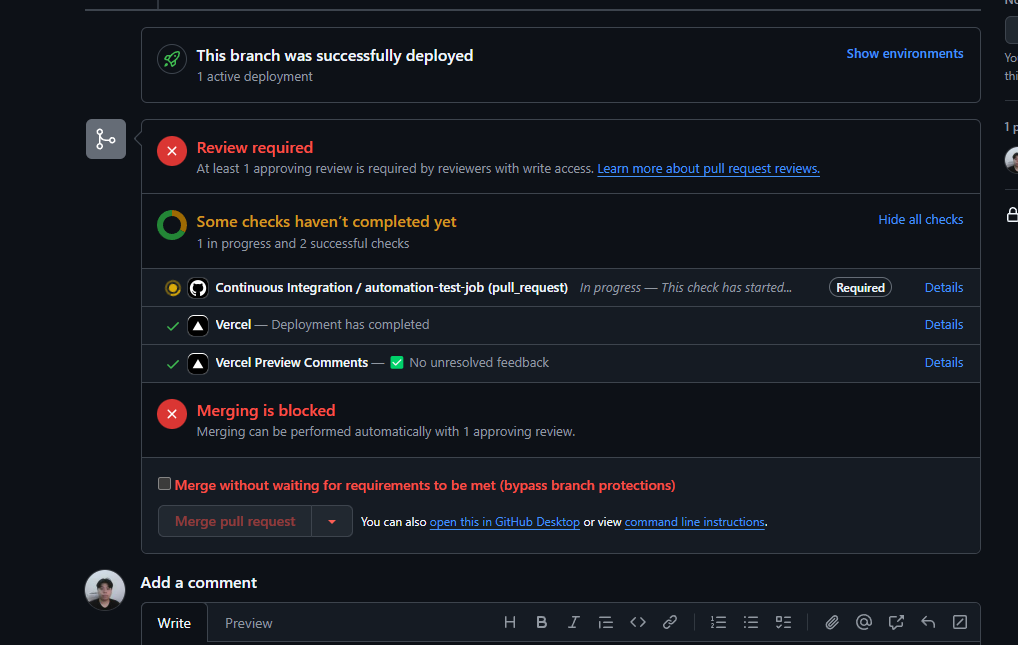 This branch was successfully deployed
Show environments
1 active deployment
Review required
At least 1 approving review is required by reviewers with write access. Learn more about pull request reviews.
Some checks haven't completed yet
Hide all checks
1 in progress and 2 successful checks
Continuous Integration / automation-test-job (pull_request) In progress — This check has started... Required Details
Vercel — Deployment has completed Details
Vercel Preview Comments — ✅ No unresolved feedback Details
Merging is blocked
Merging can be performed automatically with 1 approving review.
Merge without waiting for requirements to be met (bypass branch protections)
Merge pull request You can also open this in GitHub Desktop or view command line instructions.
Add a comment
Write Preview